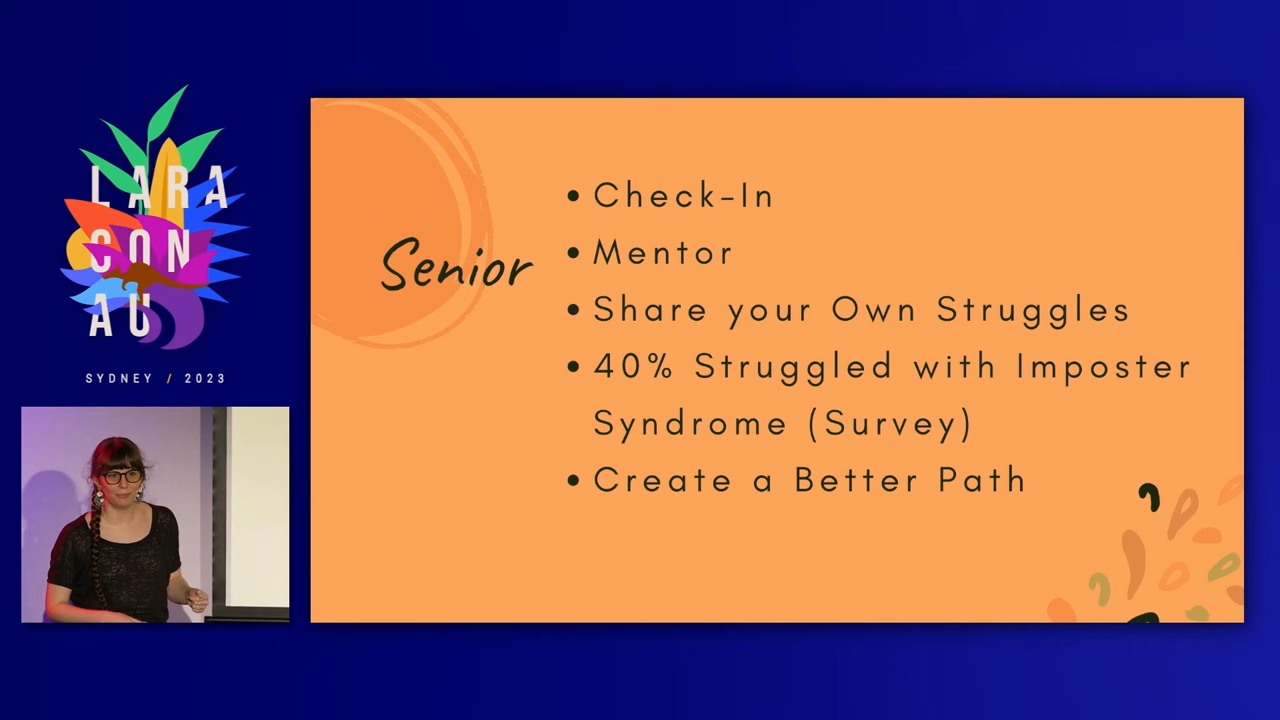 LARA
CON
AU
SYDNEY / 2023
Senior
• Check-In
• Mentor
• Share your Own Struggles
• 40% Struggled with Imposter
Syndrome (Survey)
• Create a Better Path